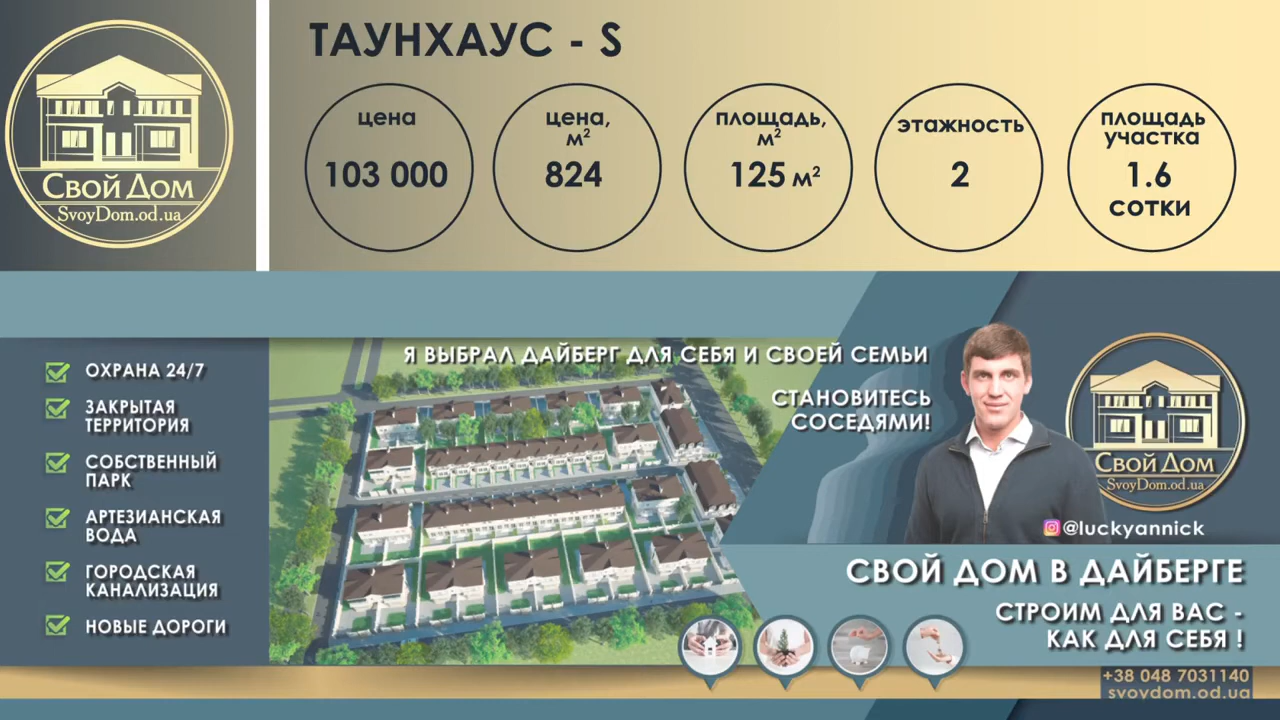 ТАУНХАУС - S
цена
103 000
цена,
м²
824
площадь,
м²
125 м²
этажность
2
площадь
участка
1.6
сотки
Свой Дом
SvoyDom.od.ua
Я ВЫБРАЛ ДАЙБЕРГ ДЛЯ СЕБЯ И СВОЕЙ СЕМЬИ
СТАНОВИТЕСЬ
СОСЕДЯМИ!
ОХРАНА 24/7
ЗАКРЫТАЯ
ТЕРРИТОРИЯ
СОБСТВЕННЫЙ
ПАРК
АРТЕЗИАНСКАЯ
ВОДА
ГОРОДСКАЯ
КАНАЛИЗАЦИЯ
НОВЫЕ ДОРОГИ
Свой Дом
SvoyDom.od.ua
@luckyannick
СВОЙ ДОМ В ДАЙБЕРГЕ
СТРОИМ ДЛЯ ВАС -
КАК ДЛЯ СЕБЯ !
+38 048 7031140
svoydom.od.ua